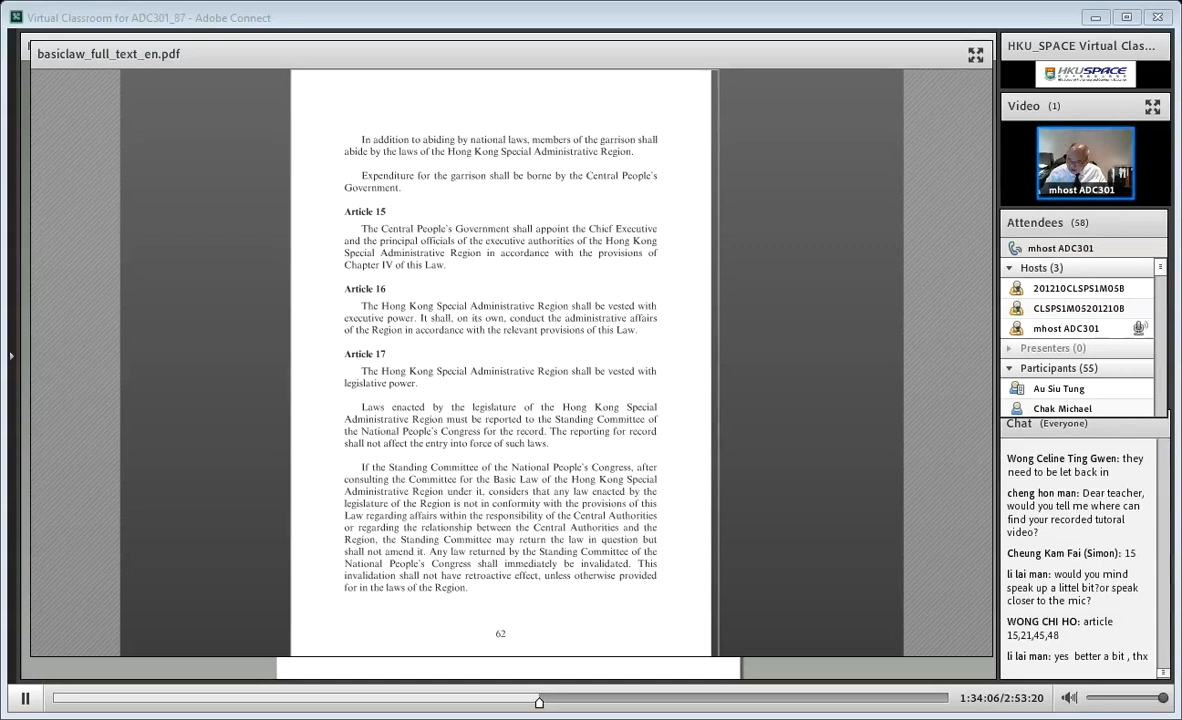 Virtual Classroom for ADC301_87 - Adobe Connect
basiclaw_full_text_en.pdf
In addition to abiding by national laws, members of the garrison shall
abide by the laws of the Hong Kong Special Administrative Region.
Expenditure for the garrison shall be borne by the Central People's
Government.
Article 15
The Central People's Government shall appoint the Chief Executive
and the principal officials of the executive authorities of the Hong Kong
Special Administrative Region in accordance with the provisions of
Chapter IV of this Law.
Article 16
The Hong Kong Special Administrative Region shall be vested with
executive power. It shall, on its own, conduct the administrative affairs
of the Region in accordance with the relevant provisions of this Law.
Article 17
The Hong Kong Special Administrative Region shall be vested with
legislative power.
Laws enacted by the legislature of the Hong Kong Special
Administrative Region must be reported to the Standing Committee of
the National People's Congress for the record. The reporting for record
shall not affect the entry into force of such laws.
If the Standing Committee of the National People's Congress, after
consulting the Committee for the Basic Law of the Hong Kong Special
Administrative Region under it, considers that any law enacted by the
legislature of the Region is not in conformity with the provisions of this
Law regarding affairs within the responsibility of the Central Authorities
or regarding the relationship between the Central Authorities and the
Region, the Standing Committee may return the law in question but
shall not amend it. Any law returned by the Standing Committee of the
National People's Congress shall immediately be invalidated. This
invalidation shall not have retroactive effect, unless otherwise provided
for in the laws of the Region.
62
HKU_SPACE Virtual Clas...
HKUSPACE
Video (1)
mhost ADC301
Attendees (58)
mhost ADC301
Hosts (3)
201210CLSPS1M05B
CLSPS1M05201210B
mhost ADC301
Presenters (0)
Participants (55)
Au Siu Tung
Chak Michael
Chat (Everyone)
Wong Celine Ting Gwen: they
need to be let back in
cheng hon man: Dear teacher,
would you tell me where can
find your recorded tutoral
video?
Cheung Kam Fai (Simon): 15
li lai man: would you mind
speak up a littel bit?or speak
closer to the mic?
WONG CHI HO: article
15,21,45,48
li lai man: yes better a bit , thx
1:34:06/2:53:20